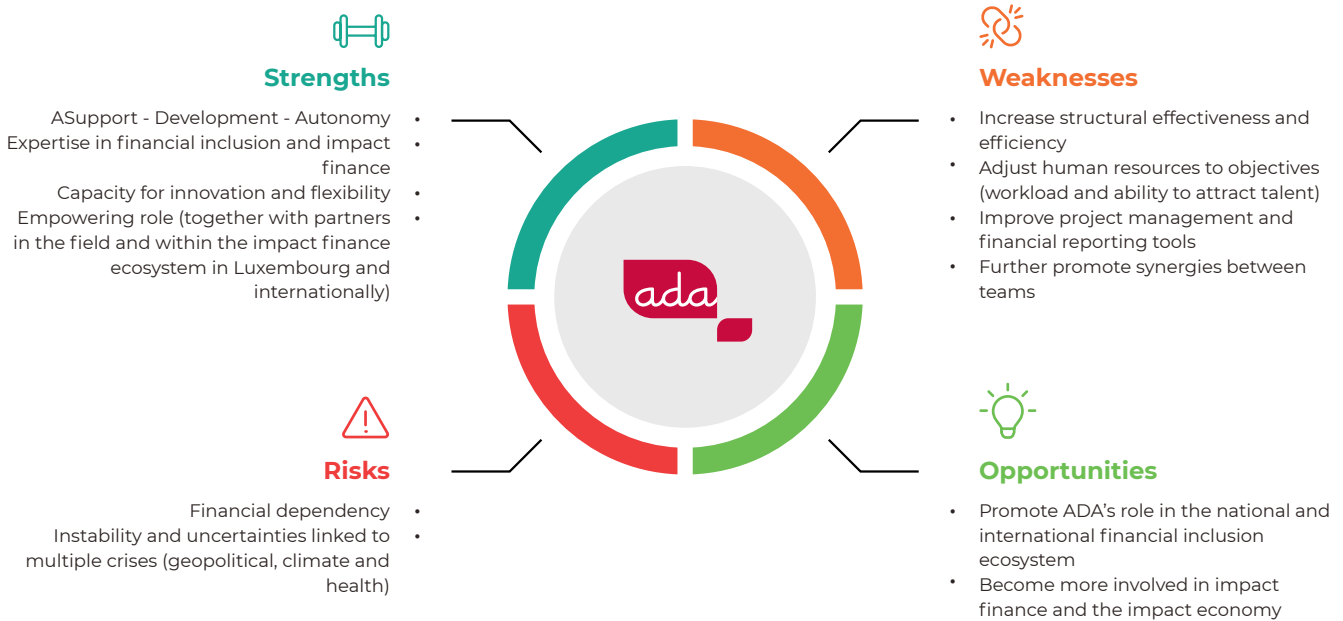 Strengths
ASupport - Development - Autonomy •
Expertise in financial inclusion and impact •
finance
Capacity for innovation and flexibility •
Empowering role (together with partners •
in the field and within the impact finance
ecosystem in Luxembourg and
internationally)
Weaknesses
• Increase structural effectiveness and
efficiency
• Adjust human resources to objectives
(workload and ability to attract talent)
• Improve project management and
financial reporting tools
• Further promote synergies between
teams
ada
Risks
Financial dependency •
Instability and uncertainties linked to •
multiple crises (geopolitical, climate and
health)
Opportunities
• Promote ADA’s role in the national and
international financial inclusion
ecosystem
• Become more involved in impact
finance and the impact economy